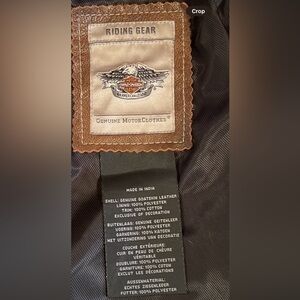 Crop
RIDING GEAR
HARLEY-DAVIDSON
GENUINE MOTORCLOTHES®
MADE IN INDIA
SHELL: GENUINE GOATSKIN LEATHER
LINING: 100% POLYESTER
TRIM: 100% COTTON
EXCLUSIVE OF DECORATION
BUITENLAAG: GENUINE GEITENLEER
VOERING: 100% POLYESTER
GARNERING: 100% KATOEN
MET UITZONDERING VAN DECORATIE
COUCHE EXTÉRIEURE:
CUIR EN PEAU DE CHÈVRE
VÉRITABLE
DOUBLURE: 100% POLYESTER
GARNITURE: 100% COTON
EXCLUT LES DÉCORATIONS
AUSSENMATERIAL:
ECHTES ZIEGENLEDER
FUTTER: 100% POLYESTER